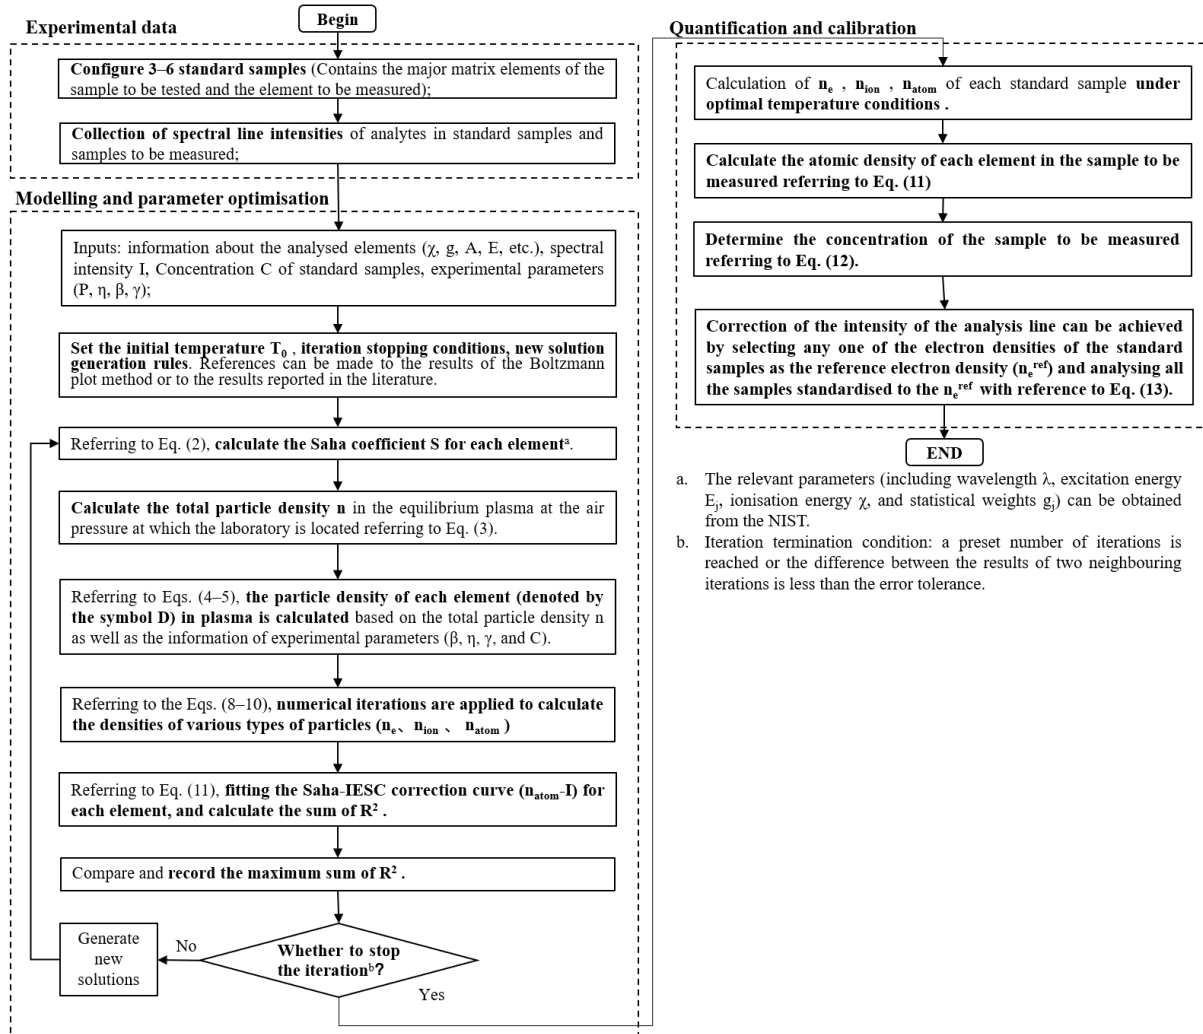 Begin
Experimental data
Configure 3–6 standard samples (Contains the major matrix elements of the
sample to be tested and the element to be measured);
Collection of spectral line intensities of analytes in standard samples and
samples to be measured;
Modelling and parameter optimisation
Inputs: information about the analysed elements (χ, g, A, E, etc.), spectral
intensity I, Concentration C of standard samples, experimental parameters
(P, η, β, γ);
Set the initial temperature T₀ , iteration stopping conditions, new solution
generation rules. References can be made to the results of the Boltzmann
plot method or to the results reported in the literature.
Referring to Eq. (2), calculate the Saha coefficient S for each elementᵃ.
Calculate the total particle density n in the equilibrium plasma at the air
pressure at which the laboratory is located referring to Eq. (3).
Referring to Eqs. (4–5), the particle density of each element (denoted by
the symbol D) in plasma is calculated based on the total particle density n
as well as the information of experimental parameters (β, η, γ, and C).
Referring to the Eqs. (8–10), numerical iterations are applied to calculate
the densities of various types of particles (nₑ、 n_ion 、 n_atom )
Referring to Eq. (11), fitting the Saha-IESC correction curve (n_atom-I) for
each element, and calculate the sum of R² .
Compare and record the maximum sum of R² .
Whether to stop
the iterationᵇ?
No
Generate
new
solutions
Yes
Quantification and calibration
Calculation of nₑ , n_ion , n_atom of each standard sample under
optimal temperature conditions .
Calculate the atomic density of each element in the sample to be
measured referring to Eq. (11)
Determine the concentration of the sample to be measured
referring to Eq. (12).
Correction of the intensity of the analysis line can be achieved
by selecting any one of the electron densities of the standard
samples as the reference electron density (nₑʳᵉᶠ) and analysing all
the samples standardised to the nₑʳᵉᶠ with reference to Eq. (13).
END
a. The relevant parameters (including wavelength λ, excitation energy
Eⱼ, ionisation energy χ, and statistical weights gⱼ) can be obtained
from the NIST.
b. Iteration termination condition: a preset number of iterations is
reached or the difference between the results of two neighbouring
iterations is less than the error tolerance.